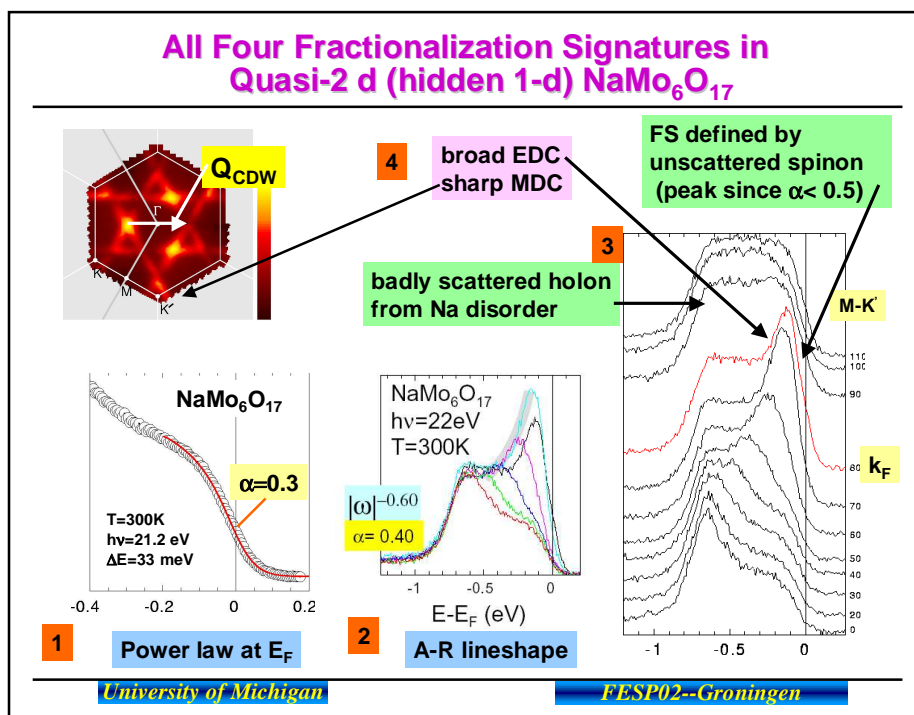 All Four Fractionalization Signatures in
Quasi-2 d (hidden 1-d) NaMo₆O₁₇
Q_CDW
Γ
K
M
K'
4
broad EDC
sharp MDC
FS defined by
unscattered spinon
(peak since α< 0.5)
3
badly scattered holon
from Na disorder
M-K'
110
100
90
80
70
60
50
40
30
20
0
k_F
-1
-0.5
0
NaMo₆O₁₇
α=0.3
T=300K
hν=21.2 eV
ΔE=33 meV
-0.4
-0.2
0
0.2
1
Power law at E_F
NaMo₆O₁₇
hν=22eV
T=300K
|ω|⁻⁰·⁶⁰
α= 0.40
-1
-0.5
0
E-E_F (eV)
2
A-R lineshape
University of Michigan
FESP02--Groningen